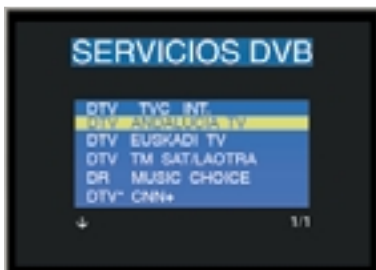 SERVICIOS DVB
DTV TVC INT.
DTV ANDALUCIA TV
DTV EUSKADI TV
DTV TM SAT/LAOTRA
DR MUSIC CHOICE
DTV* CNN+
↓ 1/1